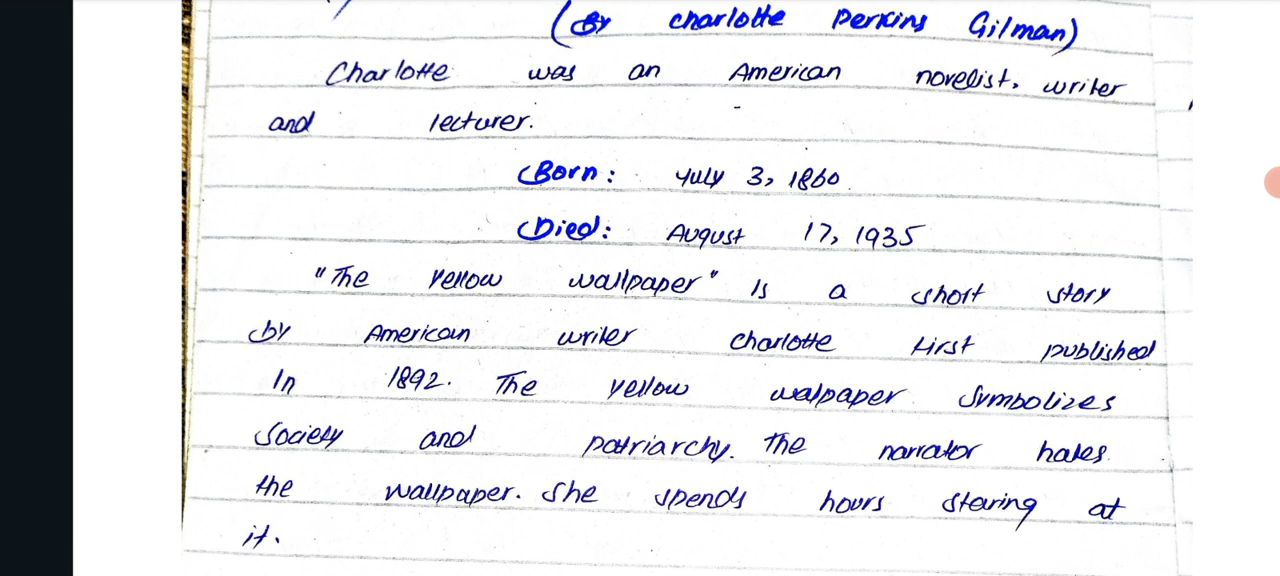 (By Charlotte Perkins Gilman)
Charlotte was an American novelist, writer
and lecturer.
Born: July 3, 1860
Died: August 17, 1935
"The Yellow wallpaper" is a short story
by American writer Charlotte first published
In 1892. The yellow walpaper symbolizes
society and patriarchy. The narrator hates
the wallpaper. She spends hours staring at
it.